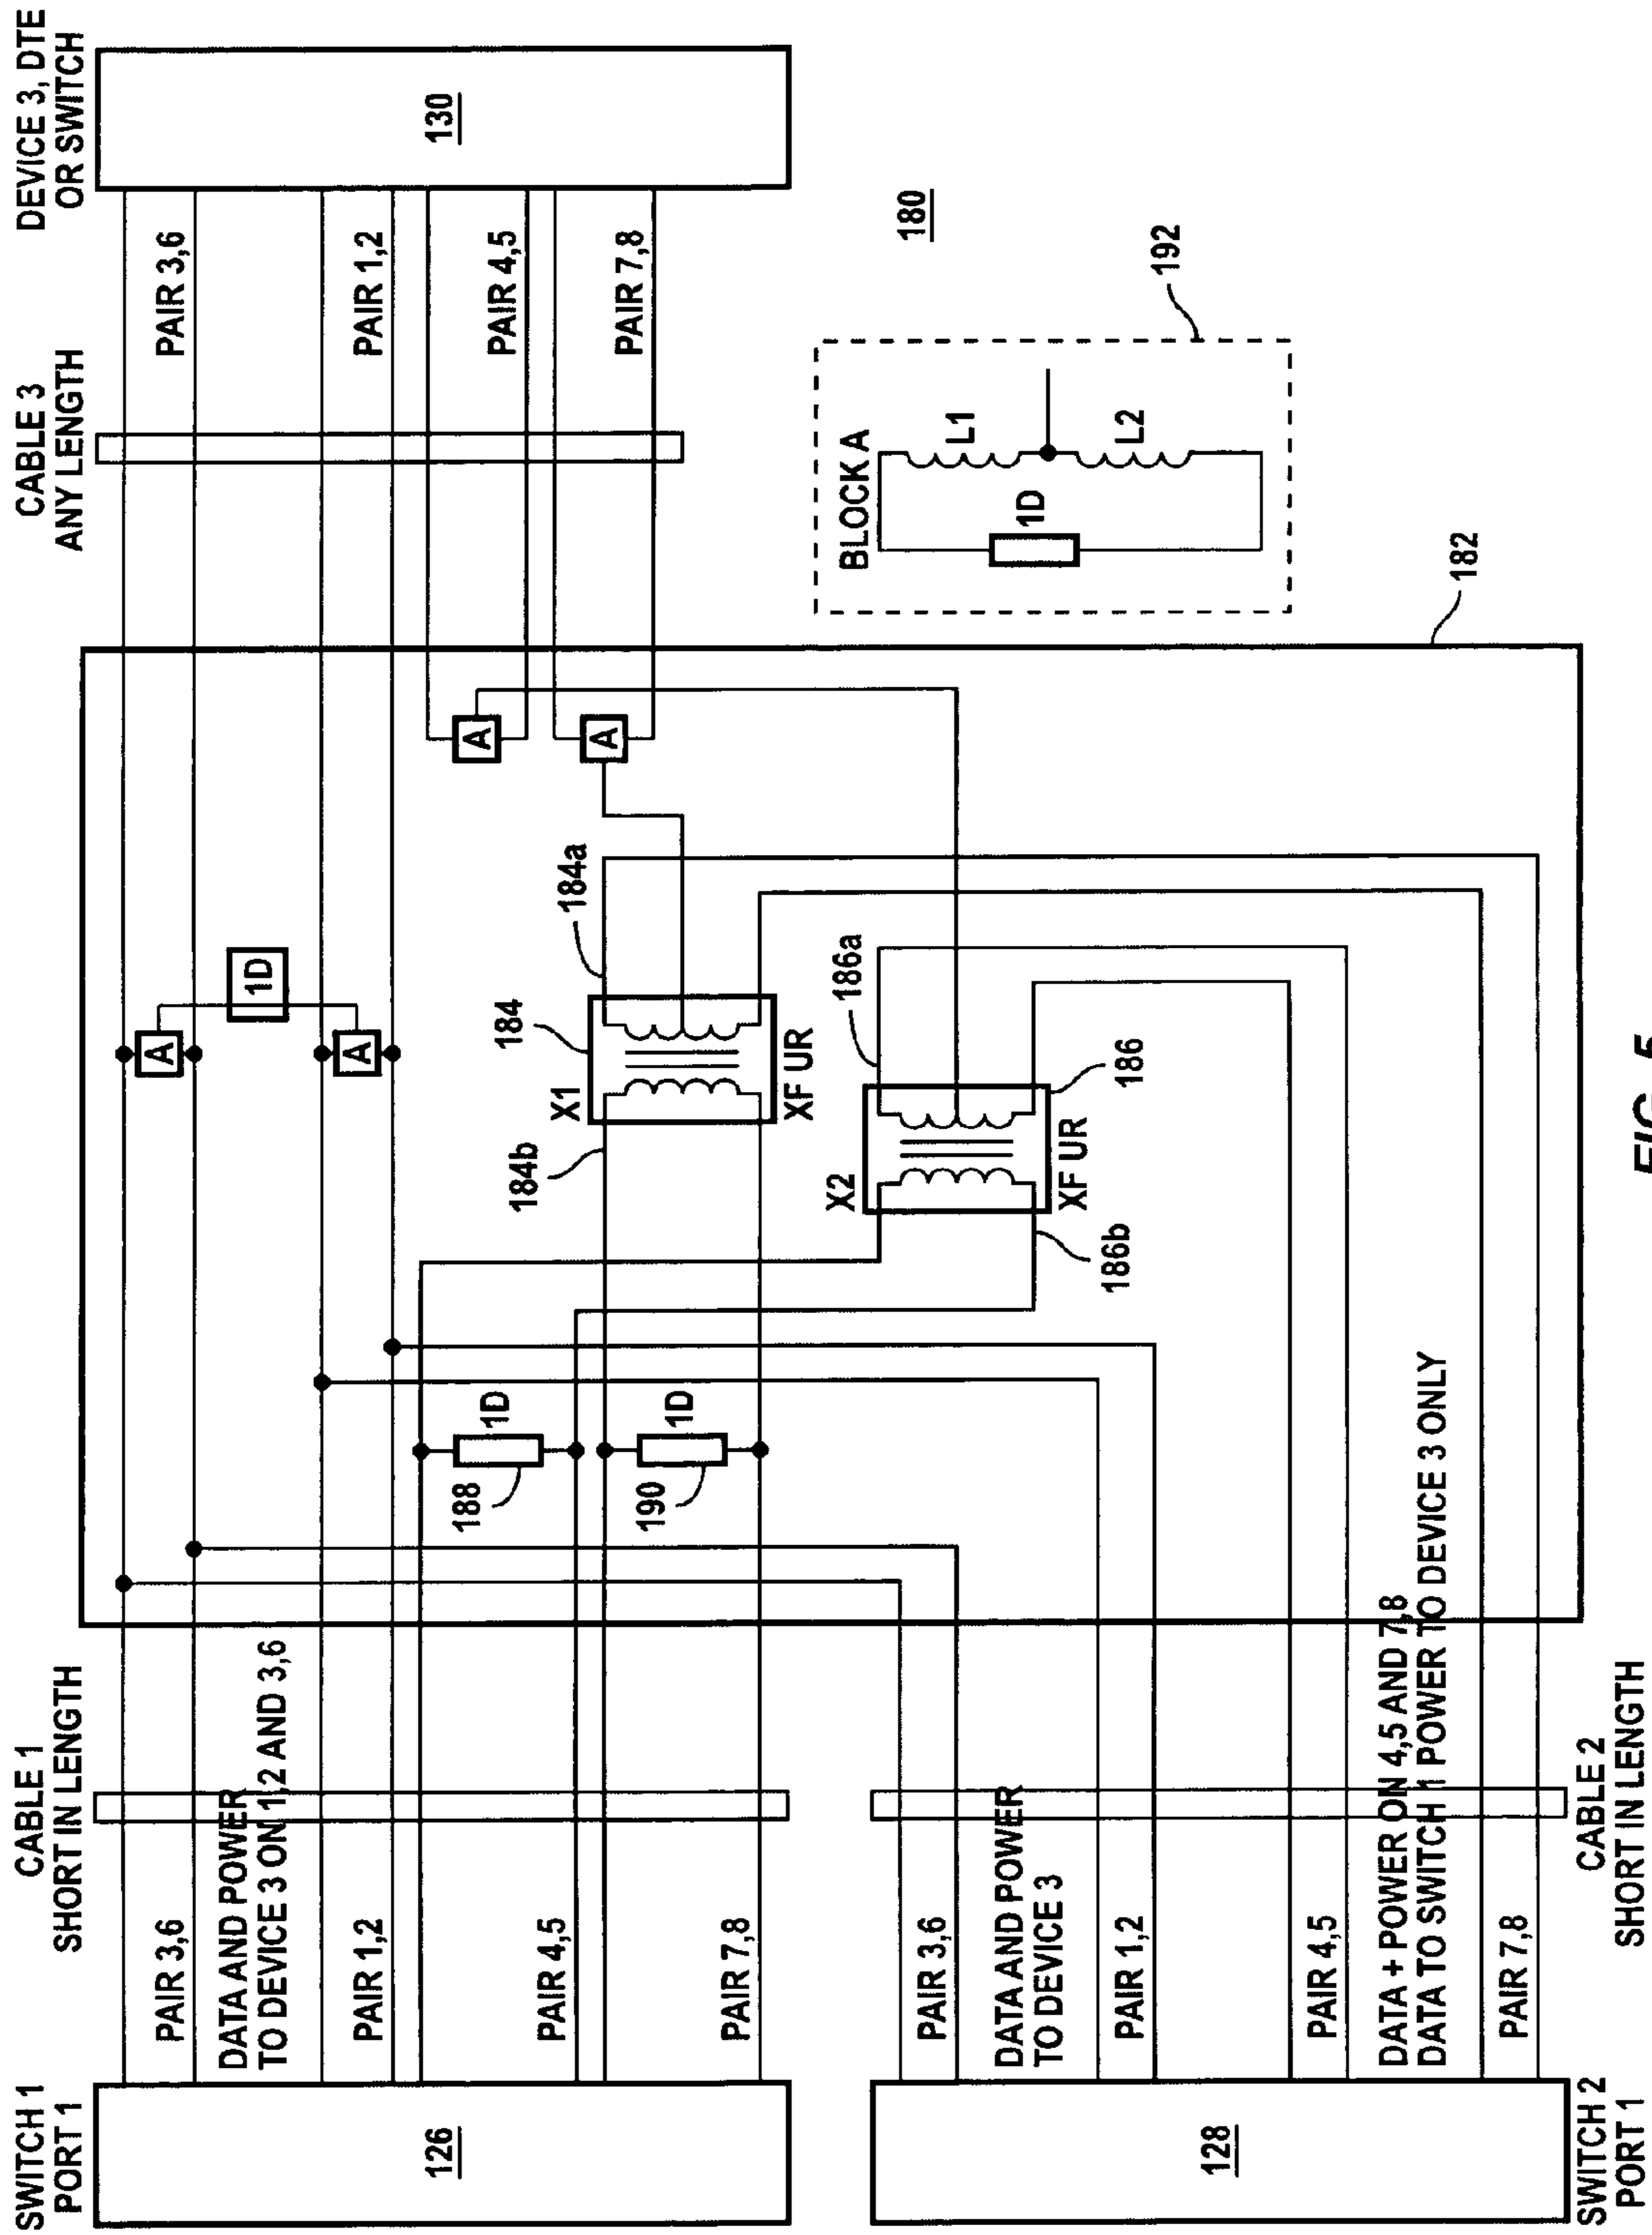 SWITCH 1
PORT 1
126
CABLE 1
SHORT IN LENGTH
PAIR 3,6
DATA AND POWER
TO DEVICE 3 ON 1,2 AND 3,6
PAIR 1,2
PAIR 4,5
PAIR 7,8
188
1D
190
1D
A
1D
A
184b
X1
184
184a
XF UR
X2
186a
186
XF UR
186b
A
A
182
CABLE 3
ANY LENGTH
PAIR 3,6
PAIR 1,2
PAIR 4,5
PAIR 7,8
DEVICE 3, DTE
OR SWITCH
130
180
BLOCK A
1D
L1
L2
192
SWITCH 2
PORT 1
128
PAIR 3,6
DATA AND POWER
TO DEVICE 3
PAIR 1,2
PAIR 4,5
DATA + POWER ON 4,5 AND 7,8
DATA TO SWITCH 1 POWER TO DEVICE 3 ONLY
PAIR 7,8
CABLE 2
SHORT IN LENGTH